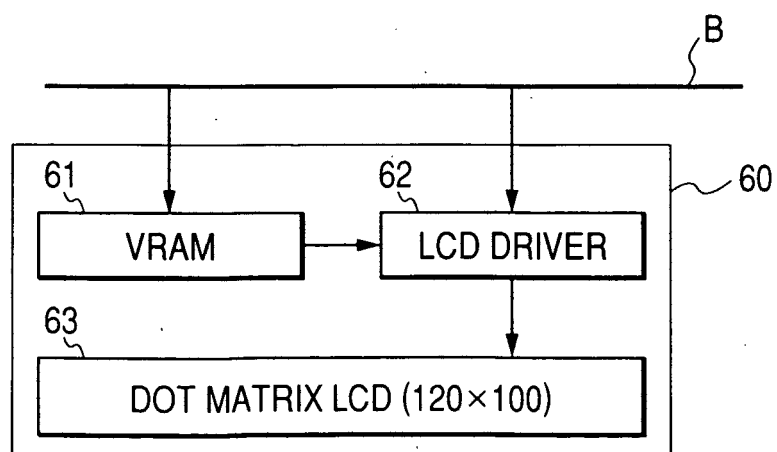 B
61
62
60
VRAM
LCD DRIVER
63
DOT MATRIX LCD (120×100)